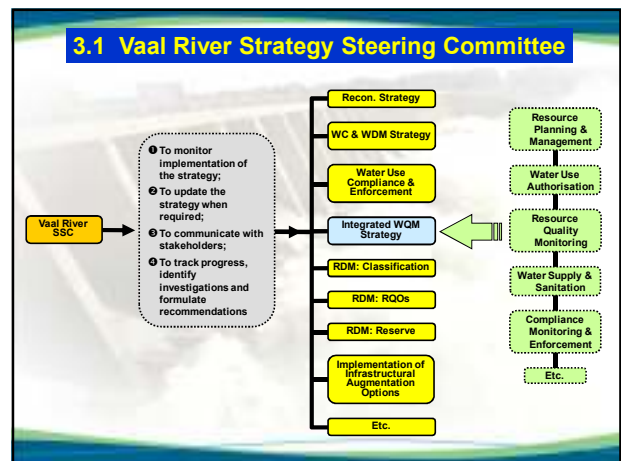 3.1 Vaal River Strategy Steering Committee
Vaal River
SSC
❶ To monitor
implementation of
the strategy;
❷ To update the
strategy when
required;
❸ To communicate with
stakeholders;
❹ To track progress,
identify
investigations and
formulate
recommendations
Recon. Strategy
WC & WDM Strategy
Water Use
Compliance &
Enforcement
Integrated WQM
Strategy
RDM: Classification
RDM: RQOs
RDM: Reserve
Implementation of
Infrastructural
Augmentation
Options
Etc.
Resource
Planning &
Management
Water Use
Authorisation
Resource
Quality
Monitoring
Water Supply &
Sanitation
Compliance
Monitoring &
Enforcement
Etc.